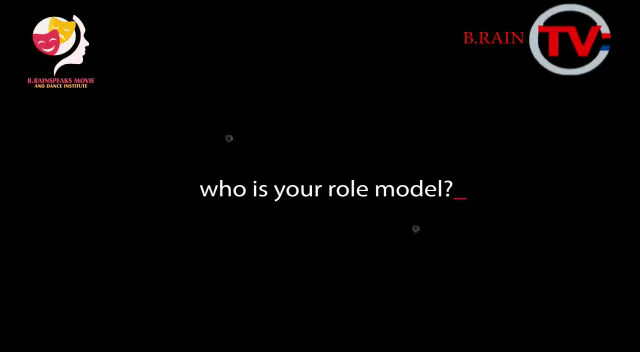 B.RAIN TV
B.RAINSPEAKS MOVIE
AND DANCE INSTITUTE
who is your role model?_